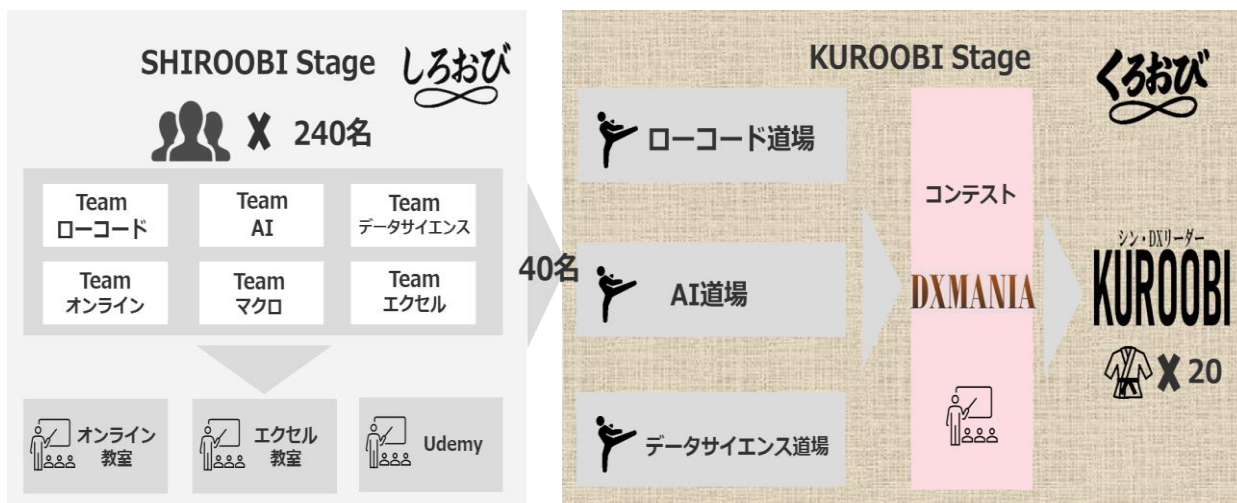 SHIROOBI Stage しろおび
X 240名
Team
ローコード
Team
AI
Team
データサイエンス
Team
オンライン
Team
マクロ
Team
エクセル
オンライン
教室
エクセル
教室
Udemy
40名
KUROOBI Stage
くろおび
ローコード道場
AI道場
データサイエンス道場
コンテスト
DXMANIA
シン・DXリーダー
KUROOBI
X 20